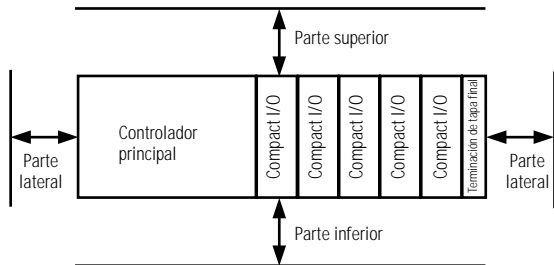 Parte superior
Parte
lateral
Controlador
principal
Compact I/O
Compact I/O
Compact I/O
Compact I/O
Compact I/O
Terminación de tapa final
Parte
lateral
Parte inferior